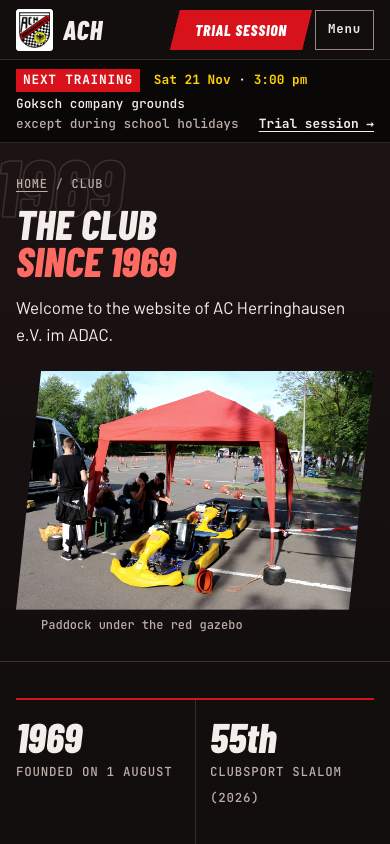 ACH
ACH
TRIAL SESSION
Menu
NEXT TRAINING Sat 21 Nov · 3:00 pm
Goksch company grounds
except during school holidays Trial session →
1969
HOME / CLUB
THE CLUB
SINCE 1969
Welcome to the website of AC Herringhausen
e.V. im ADAC.
Paddock under the red gazebo
1969
FOUNDED ON 1 AUGUST
55th
CLUBSPORT SLALOM
(2026)